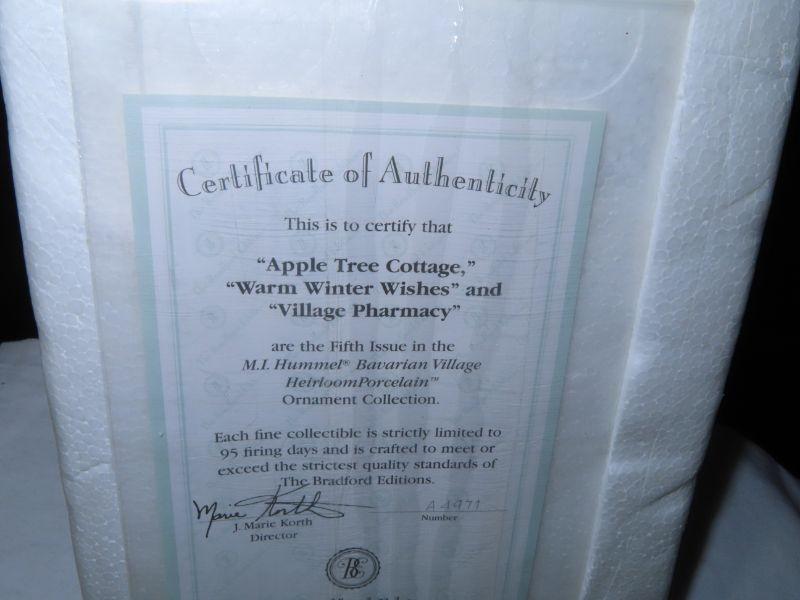 Certificate of Authenticity
This is to certify that
“Apple Tree Cottage,”
“Warm Winter Wishes” and
“Village Pharmacy”
are the Fifth Issue in the
M.I. Hummel® Bavarian Village
HeirloomPorcelain™
Ornament Collection.
Each fine collectible is strictly limited to
95 firing days and is crafted to meet or
exceed the strictest quality standards of
The Bradford Editions.
Marie Korth A 4971
J. Marie Korth Number
Director
BE